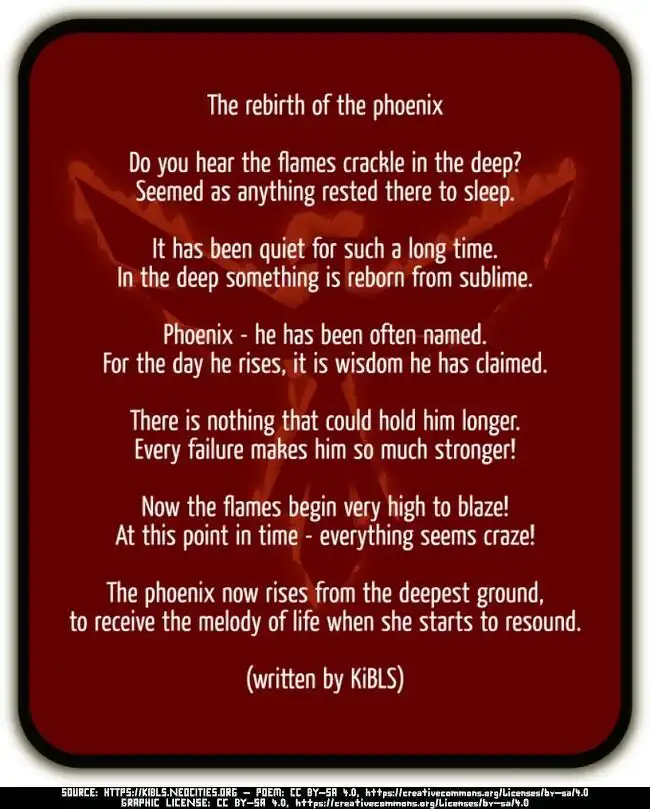 The rebirth of the phoenix
Do you hear the flames crackle in the deep?
Seemed as anything rested there to sleep.
It has been quiet for such a long time.
In the deep something is reborn from sublime.
Phoenix - he has been often named.
For the day he rises, it is wisdom he has claimed.
There is nothing that could hold him longer.
Every failure makes him so much stronger!
Now the flames begin very high to blaze!
At this point in time - everything seems craze!
The phoenix now rises from the deepest ground,
to receive the melody of life when she starts to resound.
(written by KiBLS)
SOURCE: HTTPS://KIBLS.NEOCITIES.ORG – POEM: CC BY-SA 4.0, https://creativecommons.org/licenses/by-sa/4.0
GRAPHIC LICENSE: CC BY-SA 4.0, https://creativecommons.org/licenses/by-sa/4.0